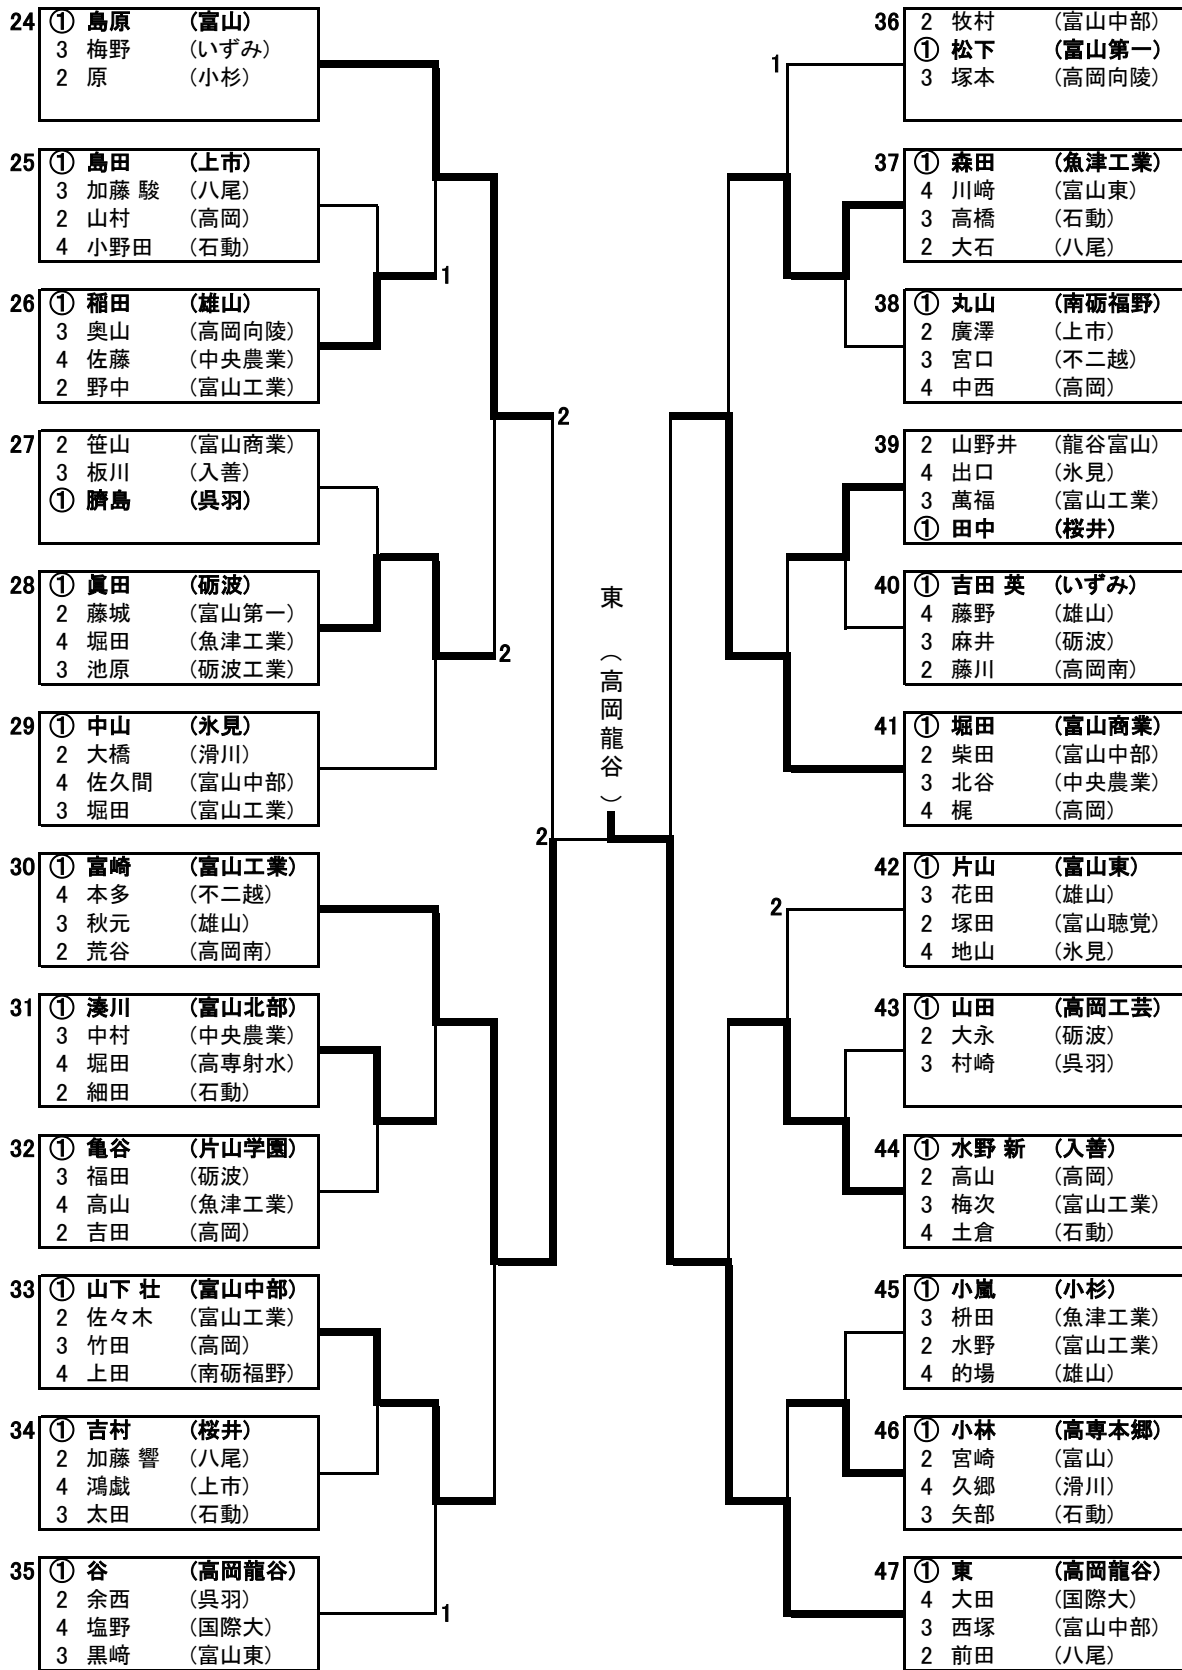 24 ① 島原 (富山)
3 梅野 (いずみ)
2 原 (小杉)
25 ① 島田 (上市)
3 加藤 駿 (八尾)
2 山村 (高岡)
4 小野田 (石動)
1
26 ① 稲田 (雄山)
3 奥山 (高岡向陵)
4 佐藤 (中央農業)
2 野中 (富山工業)
2
27 2 笹山 (富山商業)
3 板川 (入善)
① 臍島 (呉羽)
28 ① 眞田 (砺波)
2 藤城 (富山第一)
4 堀田 (魚津工業)
3 池原 (砺波工業)
2
29 ① 中山 (氷見)
2 大橋 (滑川)
4 佐久間 (富山中部)
3 堀田 (富山工業)
2
30 ① 富崎 (富山工業)
4 本多 (不二越)
3 秋元 (雄山)
2 荒谷 (高岡南)
31 ① 湊川 (富山北部)
3 中村 (中央農業)
4 堀田 (高専射水)
2 細田 (石動)
32 ① 亀谷 (片山学園)
3 福田 (砺波)
4 高山 (魚津工業)
2 吉田 (高岡)
33 ① 山下 壮 (富山中部)
2 佐々木 (富山工業)
3 竹田 (高岡)
4 上田 (南砺福野)
34 ① 吉村 (桜井)
2 加藤 響 (八尾)
4 鴻戯 (上市)
3 太田 (石動)
35 ① 谷 (高岡龍谷)
2 余西 (呉羽)
4 塩野 (国際大)
3 黒﨑 (富山東)
1
東（高岡龍谷）
36 2 牧村 (富山中部)
① 松下 (富山第一)
3 塚本 (高岡向陵)
1
37 ① 森田 (魚津工業)
4 川﨑 (富山東)
3 高橋 (石動)
2 大石 (八尾)
38 ① 丸山 (南砺福野)
2 廣澤 (上市)
3 宮口 (不二越)
4 中西 (高岡)
39 2 山野井 (龍谷富山)
4 出口 (氷見)
3 萬福 (富山工業)
① 田中 (桜井)
40 ① 吉田 英 (いずみ)
4 藤野 (雄山)
3 麻井 (砺波)
2 藤川 (高岡南)
41 ① 堀田 (富山商業)
2 柴田 (富山中部)
3 北谷 (中央農業)
4 梶 (高岡)
42 ① 片山 (富山東)
3 花田 (雄山)
2 塚田 (富山聴覚)
4 地山 (氷見)
2
43 ① 山田 (高岡工芸)
2 大永 (砺波)
3 村崎 (呉羽)
44 ① 水野 新 (入善)
2 高山 (高岡)
3 梅次 (富山工業)
4 土倉 (石動)
45 ① 小嵐 (小杉)
3 枡田 (魚津工業)
2 水野 (富山工業)
4 的場 (雄山)
46 ① 小林 (高専本郷)
2 宮崎 (富山)
4 久郷 (滑川)
3 矢部 (石動)
47 ① 東 (高岡龍谷)
4 大田 (国際大)
3 西塚 (富山中部)
2 前田 (八尾)